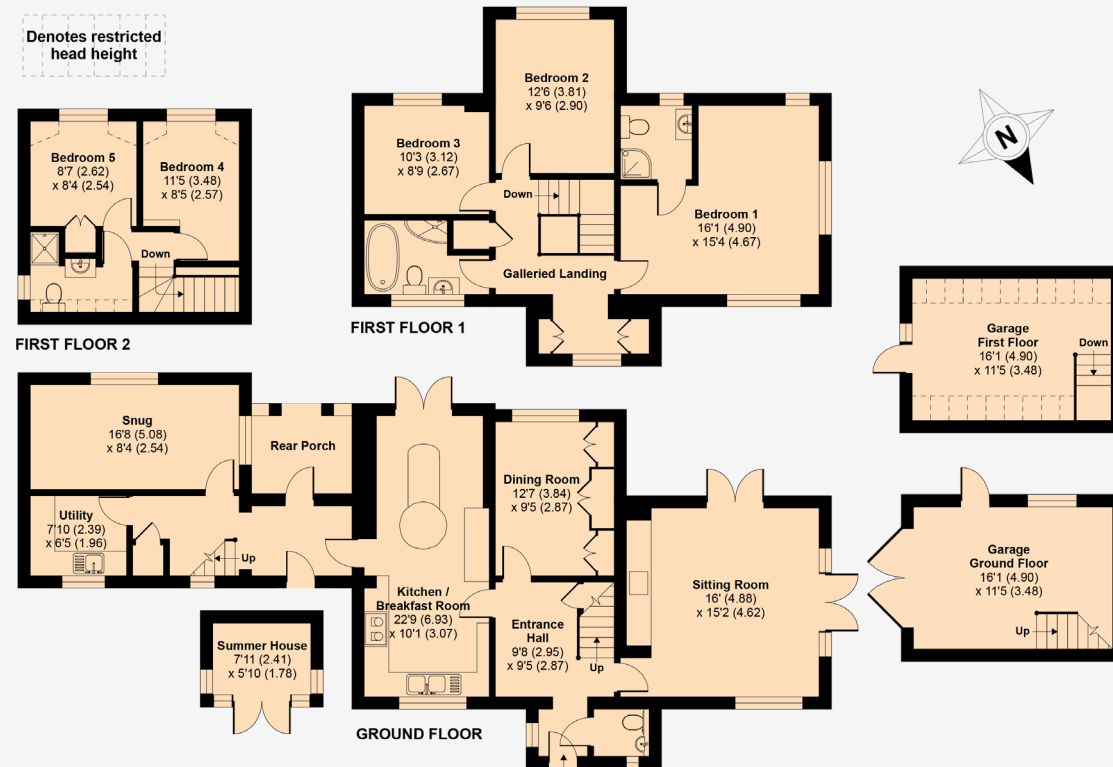 Denotes restricted
head height
Bedroom 5
8'7 (2.62)
x 8'4 (2.54)
Bedroom 4
11'5 (3.48)
x 8'5 (2.57)
Down
FIRST FLOOR 2
Bedroom 2
12'6 (3.81)
x 9'6 (2.90)
Bedroom 3
10'3 (3.12)
x 8'9 (2.67)
Down
Bedroom 1
16'1 (4.90)
x 15'4 (4.67)
Galleried Landing
FIRST FLOOR 1
N
Garage
First Floor
16'1 (4.90)
x 11'5 (3.48)
Down
Snug
16'8 (5.08)
x 8'4 (2.54)
Rear Porch
Utility
7'10 (2.39)
x 6'5 (1.96)
Up
Kitchen /
Breakfast Room
22'9 (6.93)
x 10'1 (3.07)
Dining Room
12'7 (3.84)
x 9'5 (2.87)
Entrance
Hall
9'8 (2.95)
x 9'5 (2.87)
Up
Sitting Room
16' (4.88)
x 15'2 (4.62)
Garage
Ground Floor
16'1 (4.90)
x 11'5 (3.48)
Up
Summer House
7'11 (2.41)
x 5'10 (1.78)
GROUND FLOOR